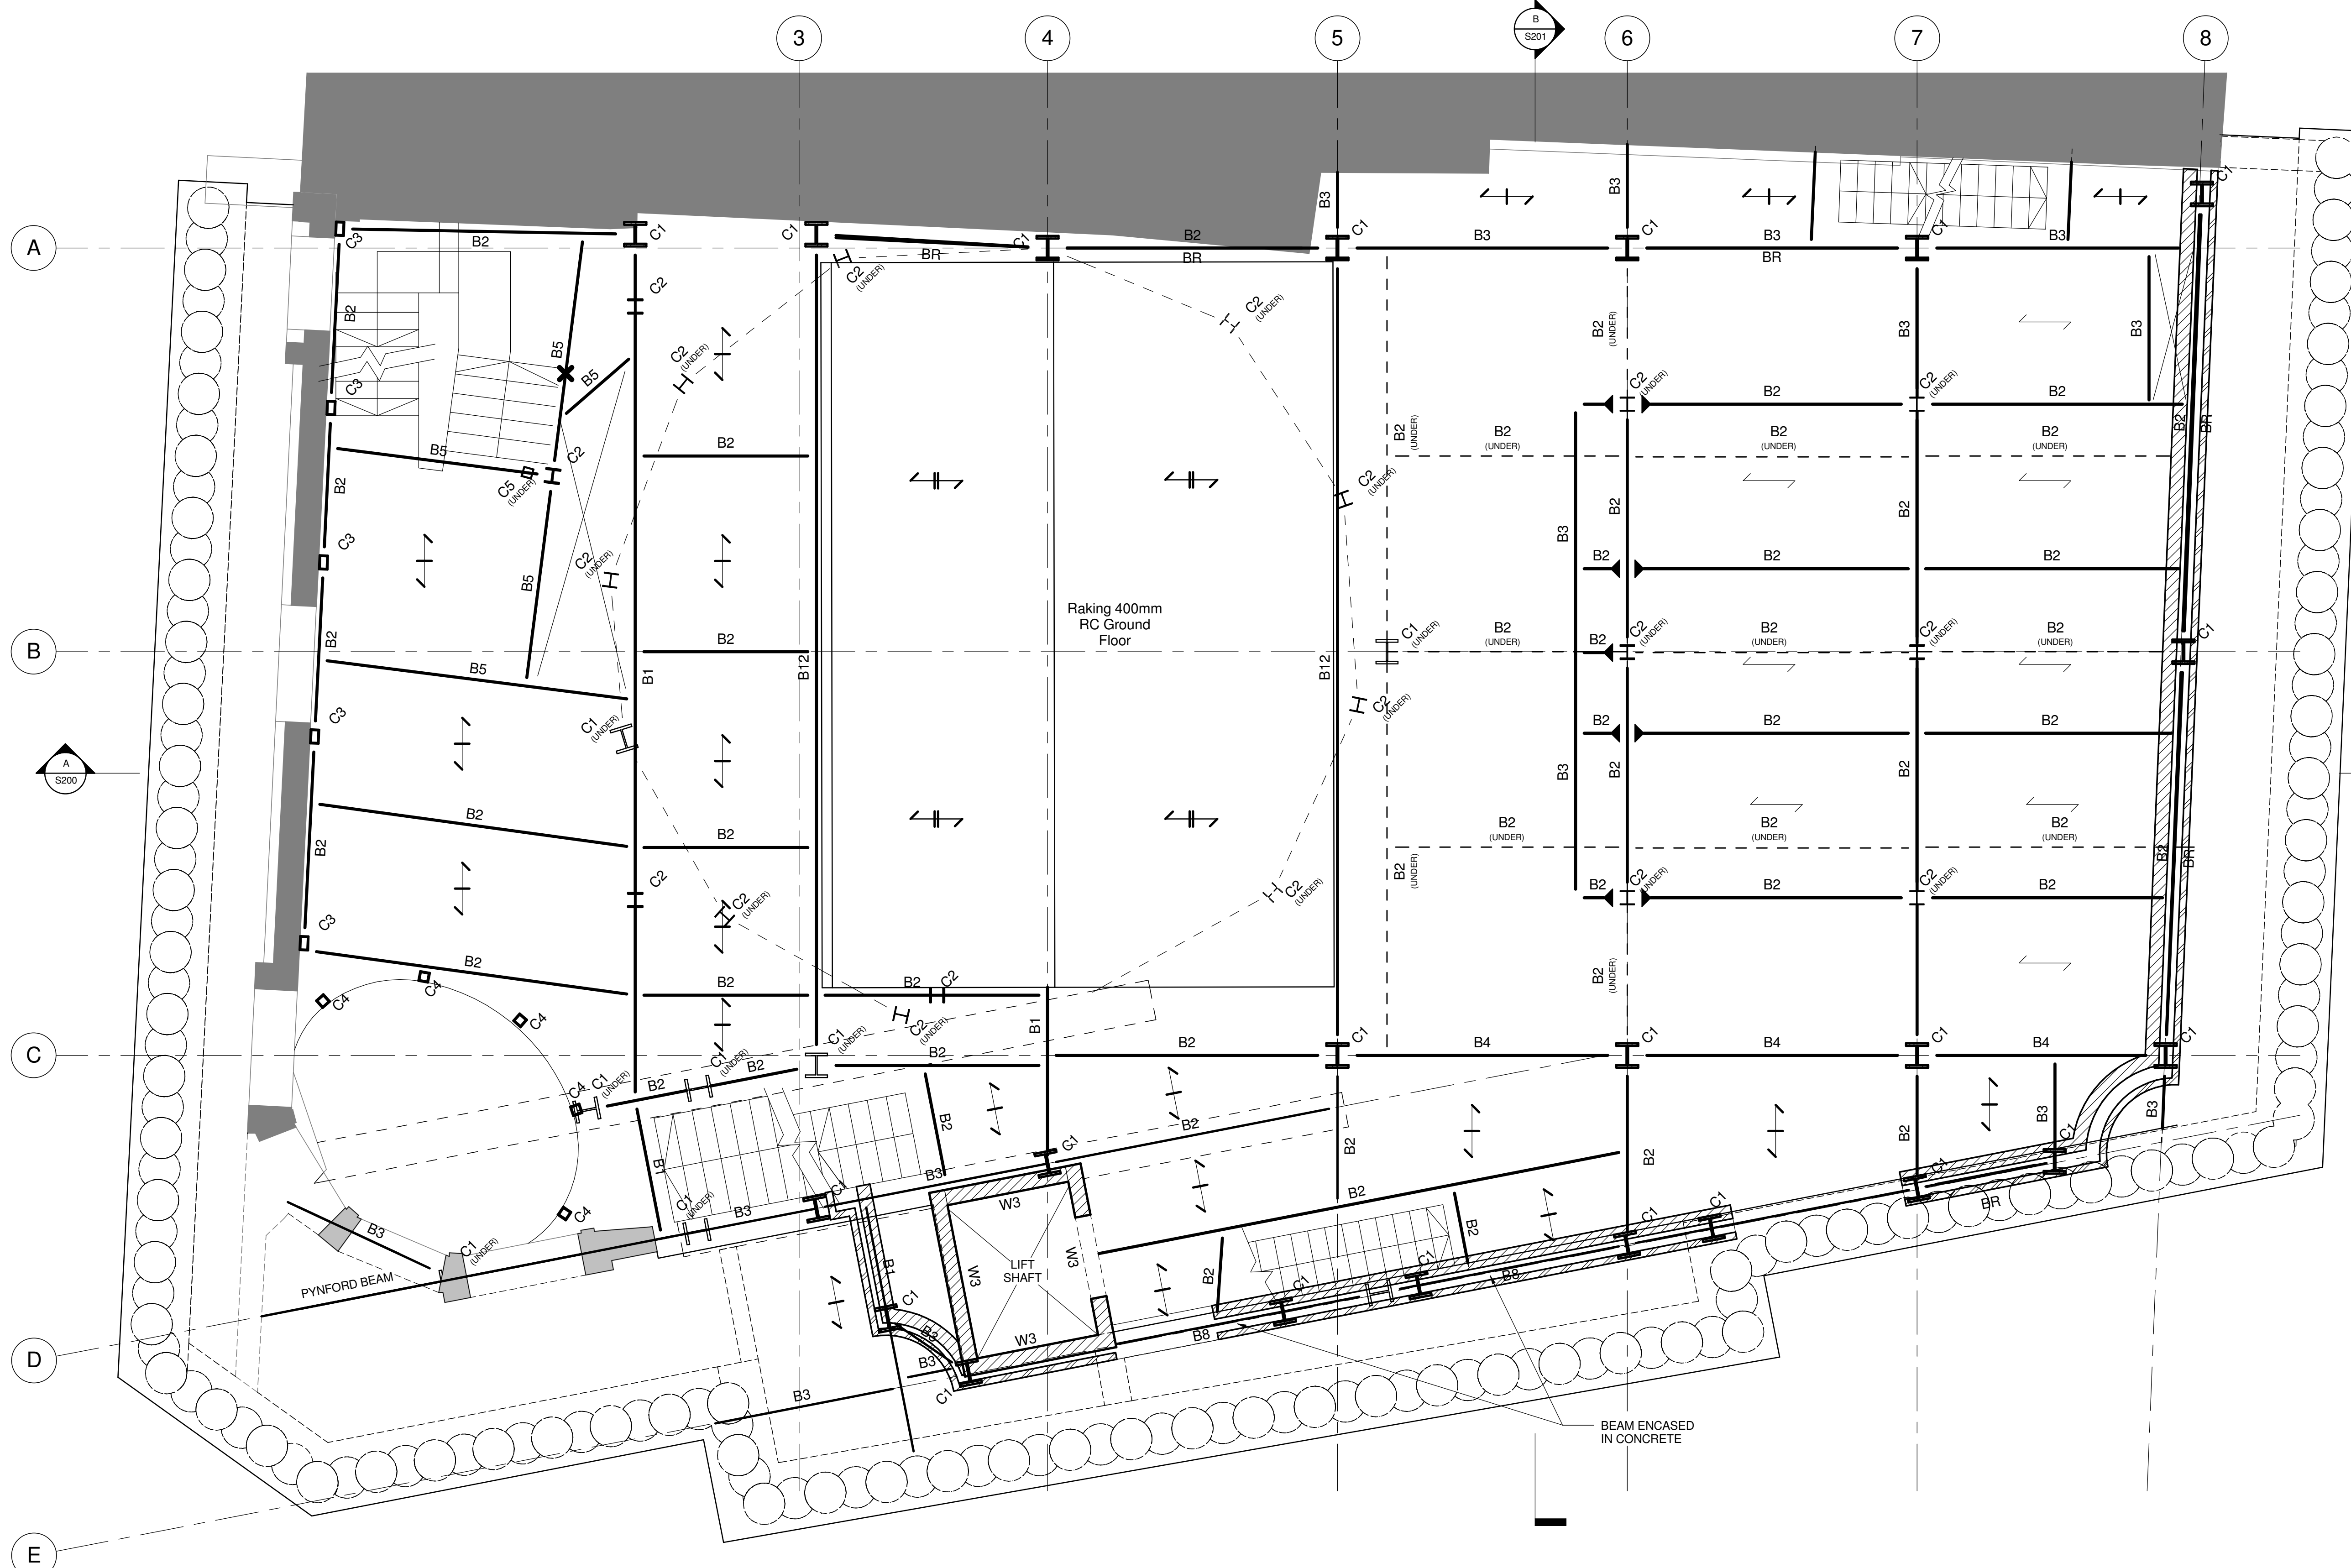 3
4
5
B
S201
6
7
8
A
B
C
D
E
A
S200
C3
B2
C1
C1
C1
B2
BR
BR
B3
C1
B3
B3
C1
B3
BR
C1
B3
C1
B2
C2
C2
(UNDER)
C2
(UNDER)
C2
(UNDER)
B2
(UNDER)
B3
B3
C3
B5
B5
B5
C2
C5
(UNDER)
B2
C2
(UNDER)
B2
(UNDER)
B2
(UNDER)
C2
(UNDER)
B2
C2
(UNDER)
B2
B2
(UNDER)
B2
(UNDER)
B2
BR
B2
C3
B5
C2
(UNDER)
B3
B2
B2
B2
B2
B2
Raking 400mm
RC Ground
Floor
B2
B5
B2
B1
B12
B12
C1
(UNDER)
B2
(UNDER)
B2
C2
(UNDER)
B2
(UNDER)
C2
(UNDER)
B2
(UNDER)
C1
C3
C1
(UNDER)
C2
(UNDER)
B2
B2
B2
B3
B2
B2
B2
B2
B2
B2
(UNDER)
B2
(UNDER)
B2
(UNDER)
B2
(UNDER)
B2
BR
C3
B2
C2
C2
(UNDER)
C2
(UNDER)
B2
C2
(UNDER)
B2
C2
(UNDER)
B2
C4
C4
C4
B2
B2
C2
C2
(UNDER)
B2
(UNDER)
B1
C1
(UNDER)
B2
B2
C1
B4
C1
B4
C1
B4
C1
C4
C1
(UNDER)
B2
C1
(UNDER)
B2
B2
B2
B2
B2
B2
B3
B3
C1
B1
B3
C1
(UNDER)
B3
C1
C1
W3
W3
W3
W3
LIFT
SHAFT
B2
B2
B2
C1
C1
C1
C1
C1
B8
B8
BR
C4
B3
C1
(UNDER)
PYNFORD BEAM
B1
C1
B3
B3
B3
C1
BEAM ENCASED
IN CONCRETE